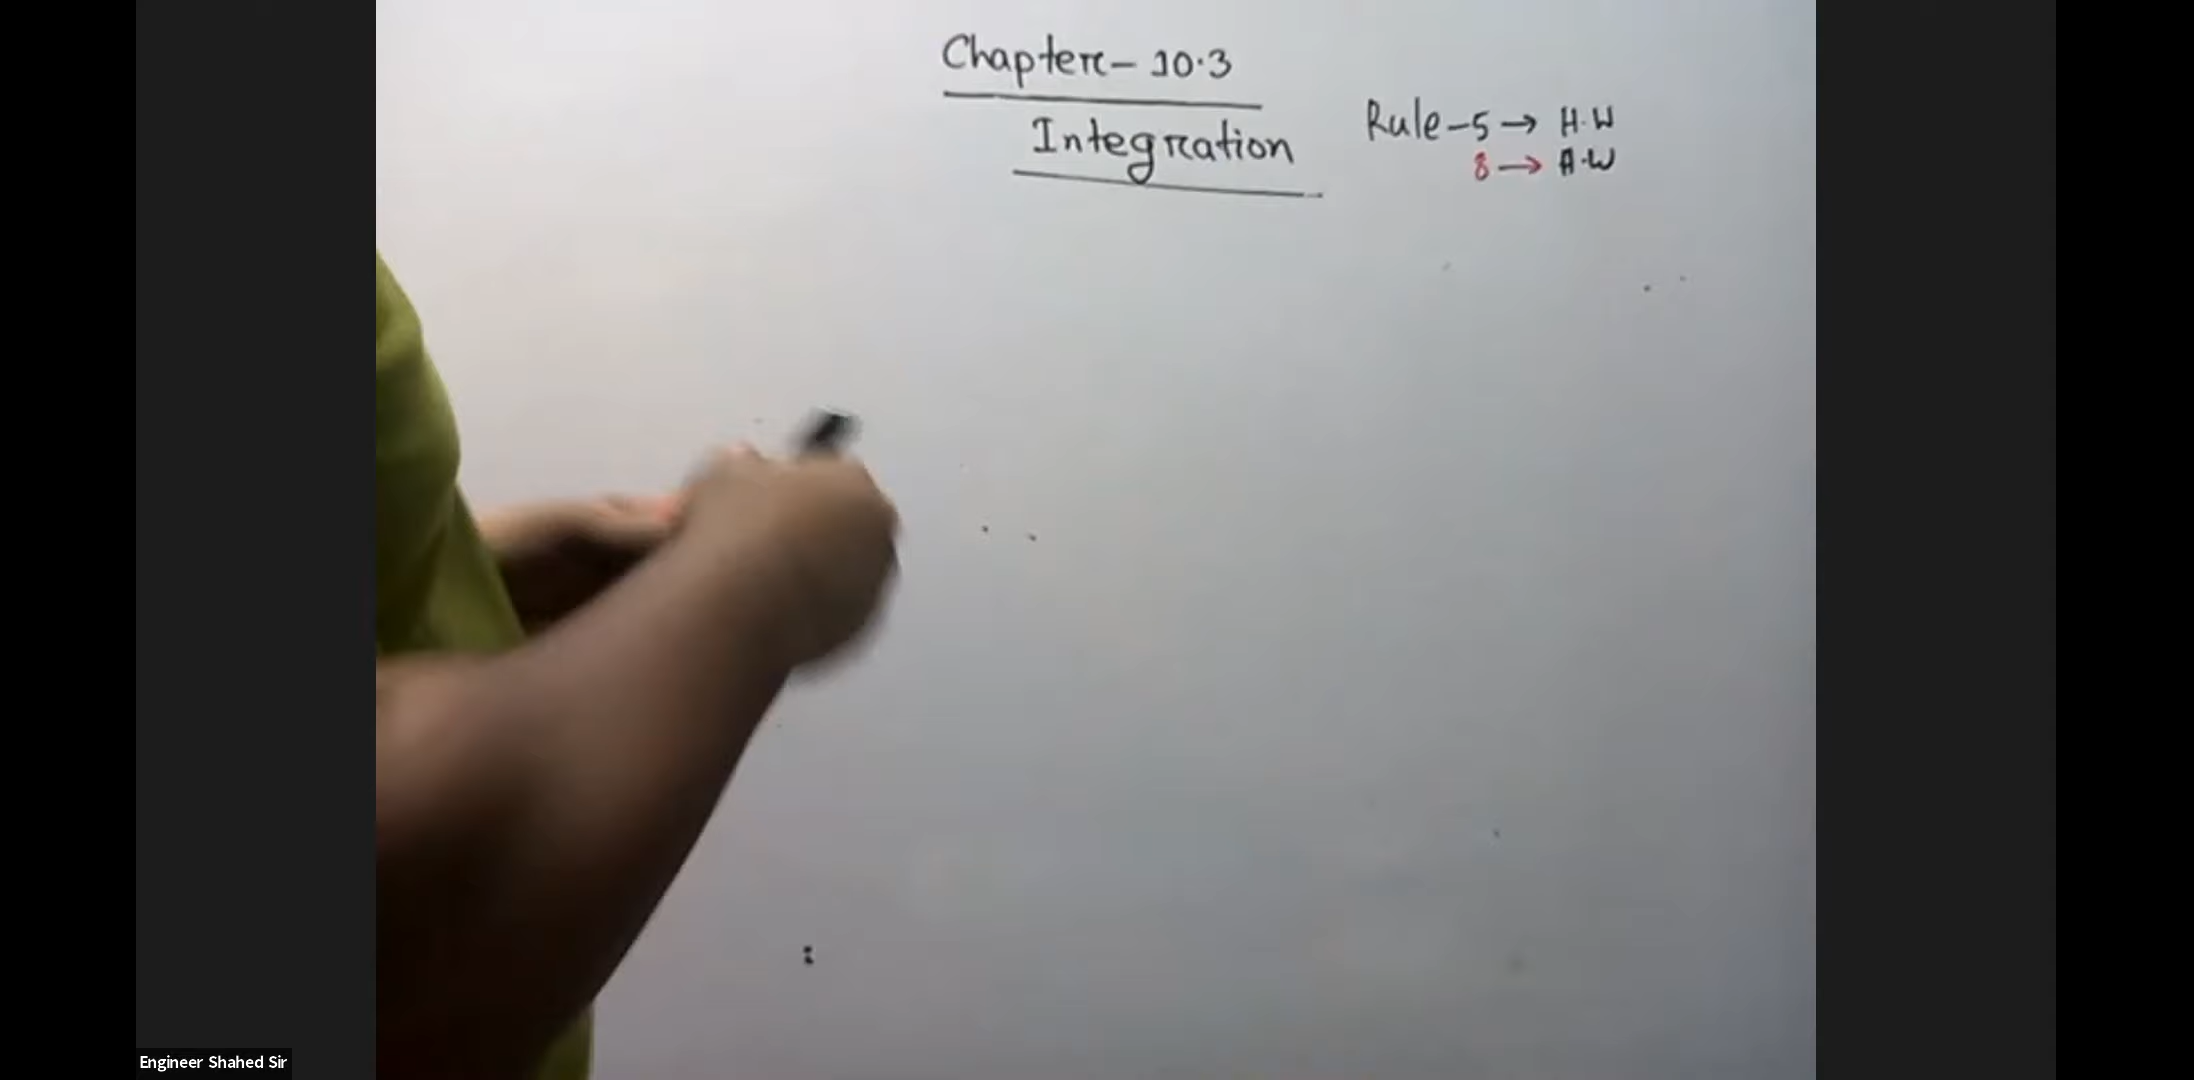 Chapter- 10.3
Integration
Rule-5 → H.W
8 → A.W
Engineer Shahed Sir